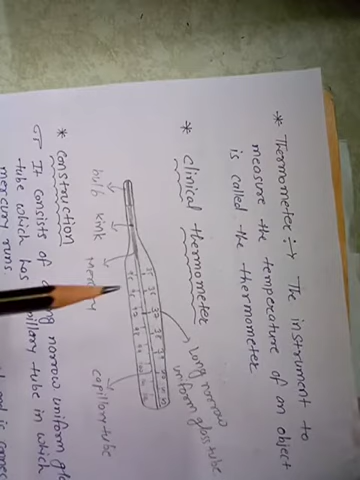 * Thermometer :→ The instrument to
measure the temperature of an object
is called the thermometer
* clinical thermometer
long narrow
uniform glass tube
bulb kink Mercury capillary tube
* construction
It consists of a long narrow uniform gl
tube which has capillary tube in which
mercury runs.